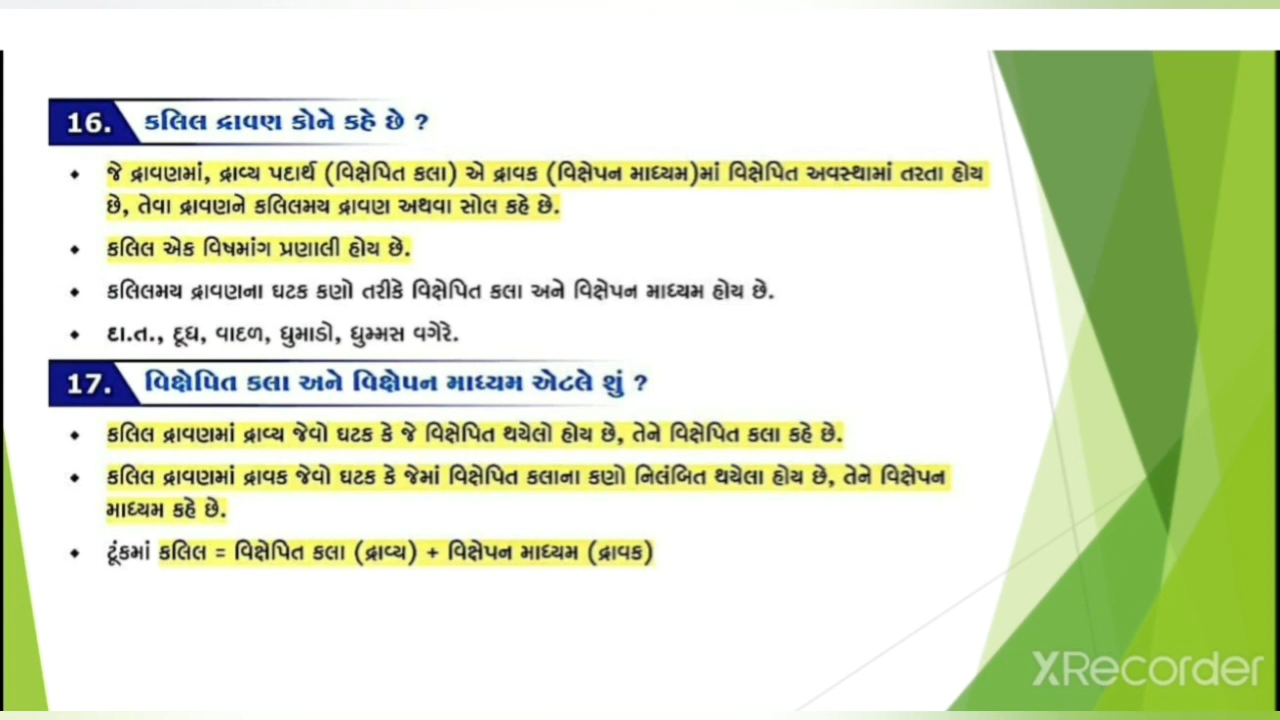 16. કલિલ દ્રાવણ કોને કહે છે ?
◆ જે દ્રાવણમાં, દ્રાવ્ય પદાર્થ (વિક્ષેપિત કલા) એ દ્રાવક (વિક્ષેપન માધ્યમ)માં વિક્ષેપિત અવસ્થામાં તરતા હોય
છે, તેવા દ્રાવણને કલિલમય દ્રાવણ અથવા સોલ કહે છે.
◆ કલિલ એક વિષમાંગ પ્રણાલી હોય છે.
◆ કલિલમય દ્રાવણના ઘટક કણો તરીકે વિક્ષેપિત કલા અને વિક્ષેપન માધ્યમ હોય છે.
◆ દા.ત., દૂધ, વાદળ, ધુમાડો, ધુમ્મસ વગેરે.
17. વિક્ષેપિત કલા અને વિક્ષેપન માધ્યમ એટલે શું ?
◆ કલિલ દ્રાવણમાં દ્રાવ્ય જેવો ઘટક કે જે વિક્ષેપિત થયેલો હોય છે, તેને વિક્ષેપિત કલા કહે છે.
◆ કલિલ દ્રાવણમાં દ્રાવક જેવો ઘટક કે જેમાં વિક્ષેપિત કલાના કણો નિલંબિત થયેલા હોય છે, તેને વિક્ષેપન
માધ્યમ કહે છે.
◆ ટૂંકમાં કલિલ = વિક્ષેપિત કલા (દ્રાવ્ય) + વિક્ષેપન માધ્યમ (દ્રાવક)
XRecorder